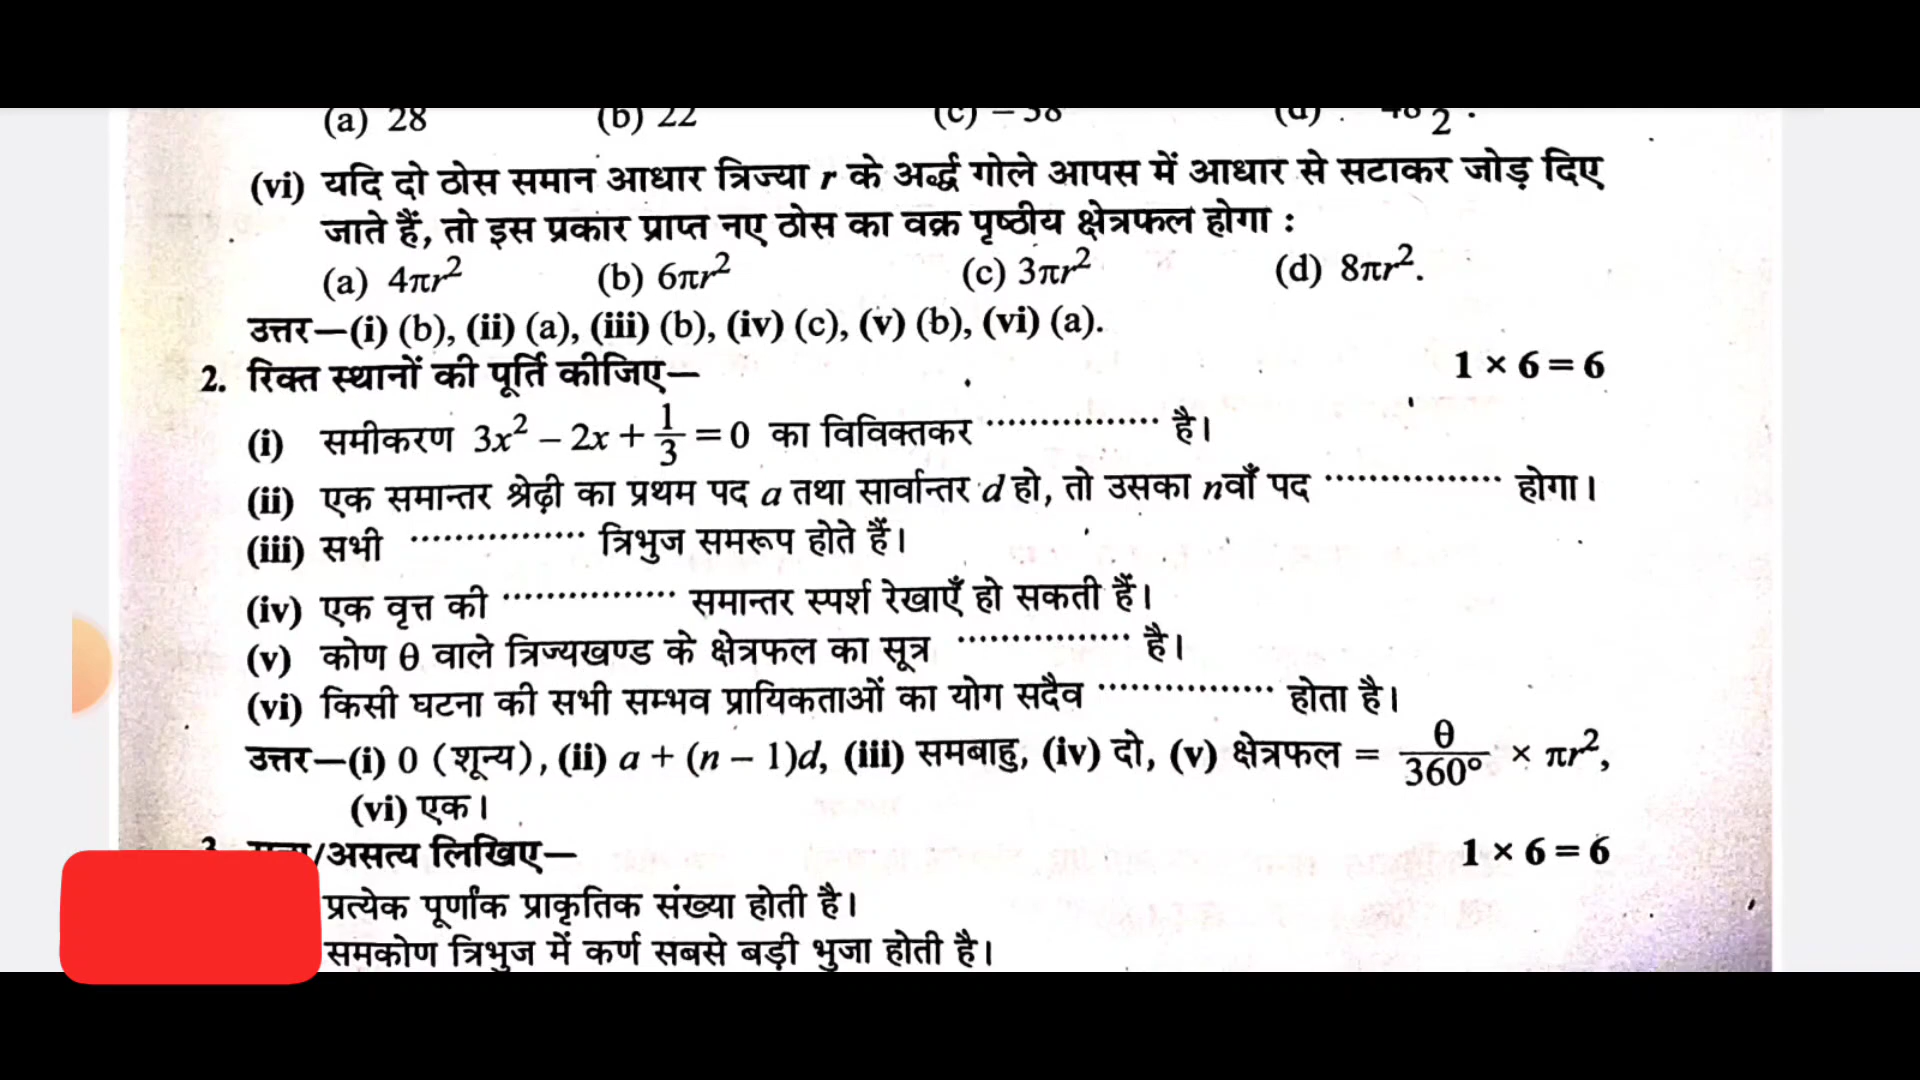 (a) 28 (b) 22 (c) – 38 (d)
(vi) यदि दो ठोस समान आधार त्रिज्या r के अर्द्ध गोले आपस में आधार से सटाकर जोड़ दिए
जाते हैं, तो इस प्रकार प्राप्त नए ठोस का वक्र पृष्ठीय क्षेत्रफल होगा :
(a) 4πr² (b) 6πr² (c) 3πr² (d) 8πr².
उत्तर—(i) (b), (ii) (a), (iii) (b), (iv) (c), (v) (b), (vi) (a).
2. रिक्त स्थानों की पूर्ति कीजिए— 1 × 6 = 6
(i) समीकरण 3x² – 2x + 1/3 = 0 का विविक्तकर ................ है।
(ii) एक समान्तर श्रेढ़ी का प्रथम पद a तथा सार्वान्तर d हो, तो उसका nवाँ पद ................ होगा।
(iii) सभी ................ त्रिभुज समरूप होते हैं।
(iv) एक वृत्त की ................ समान्तर स्पर्श रेखाएँ हो सकती हैं।
(v) कोण θ वाले त्रिज्यखण्ड के क्षेत्रफल का सूत्र ................ है।
(vi) किसी घटना की सभी सम्भव प्रायिकताओं का योग सदैव ................ होता है।
उत्तर—(i) 0 (शून्य), (ii) a + (n – 1)d, (iii) समबाहु, (iv) दो, (v) क्षेत्रफल = θ/360° × πr²,
(vi) एक।
/असत्य लिखिए— 1 × 6 = 6
प्रत्येक पूर्णांक प्राकृतिक संख्या होती है।
समकोण त्रिभुज में कर्ण सबसे बड़ी भुजा होती है।